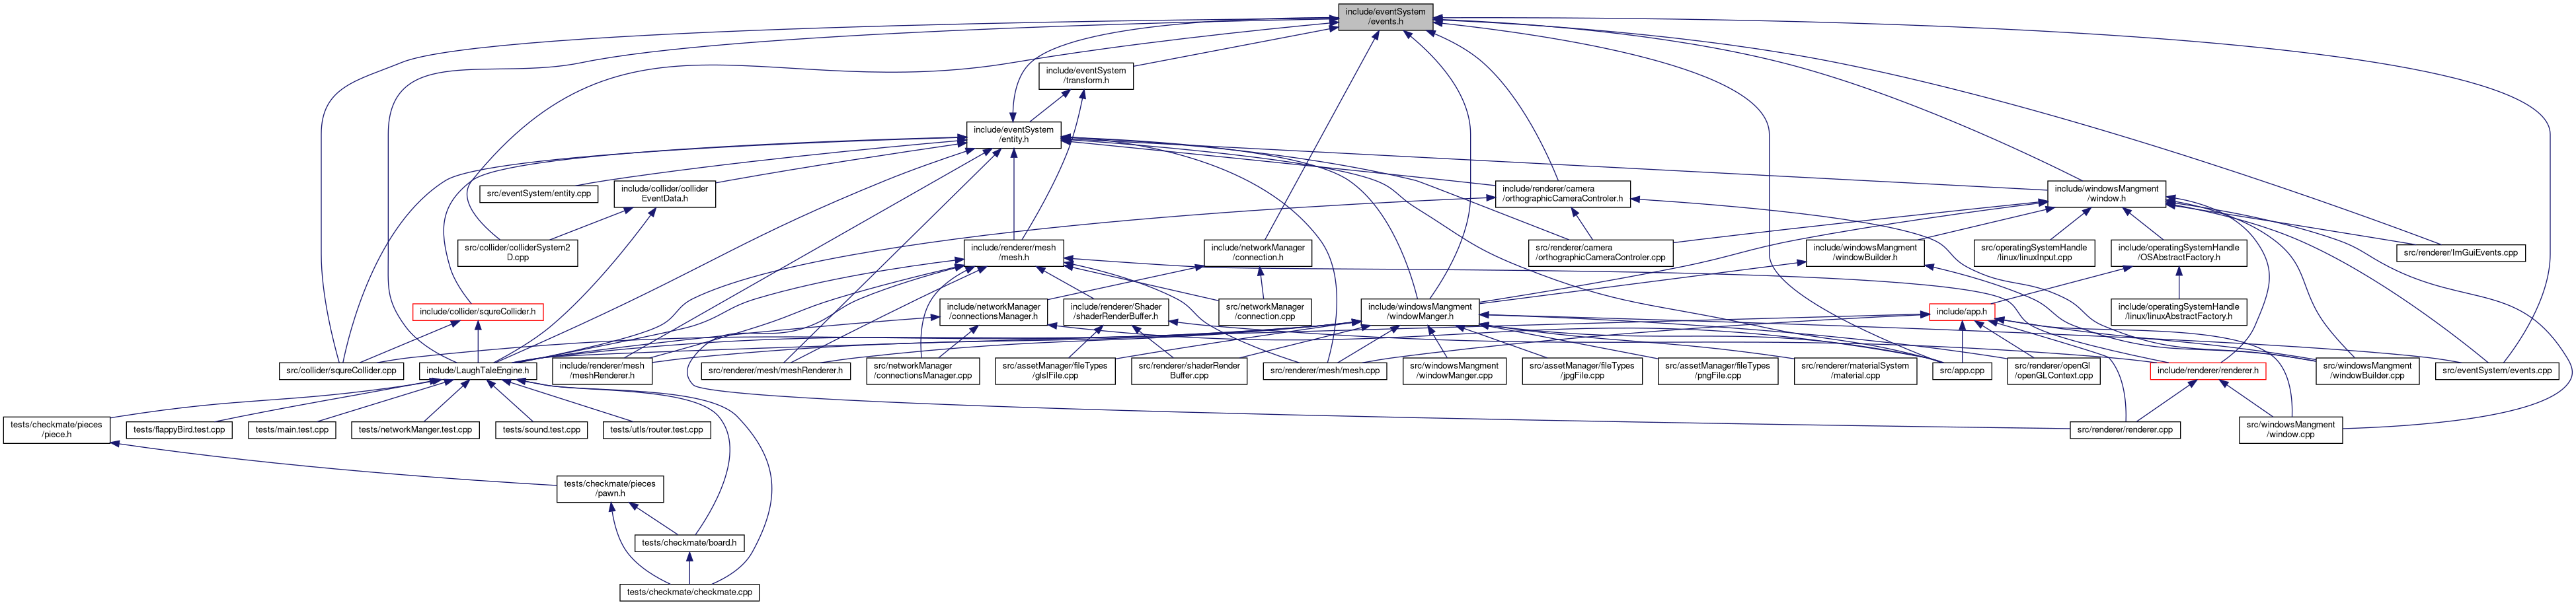 include/eventSystem
/events.h
include/eventSystem
/transform.h
include/eventSystem
/entity.h
src/eventSystem/entity.cpp
include/collider/collider
EventData.h
include/renderer/camera
/orthographicCameraControler.h
include/windowsMangment
/window.h
src/collider/colliderSystem2
D.cpp
include/renderer/mesh
/mesh.h
include/networkManager
/connection.h
src/renderer/camera
/orthographicCameraControler.cpp
include/windowsMangment
/windowBuilder.h
src/operatingSystemHandle
/linux/linuxInput.cpp
include/operatingSystemHandle
/OSAbstractFactory.h
src/renderer/ImGuiEvents.cpp
include/collider/squreCollider.h
include/networkManager
/connectionsManager.h
include/renderer/Shader
/shaderRenderBuffer.h
src/networkManager
/connection.cpp
include/windowsMangment
/windowManger.h
include/app.h
include/operatingSystemHandle
/linux/linuxAbstractFactory.h
src/collider/squreCollider.cpp
include/LaughTaleEngine.h
include/renderer/mesh
/meshRenderer.h
src/renderer/mesh/meshRenderer.h
src/networkManager
/connectionsManager.cpp
src/assetManager/fileTypes
/glslFile.cpp
src/renderer/shaderRender
Buffer.cpp
src/renderer/mesh/mesh.cpp
src/windowsMangment
/windowManger.cpp
src/assetManager/fileTypes
/jpgFile.cpp
src/assetManager/fileTypes
/pngFile.cpp
src/renderer/materialSystem
/material.cpp
src/app.cpp
src/renderer/openGl
/openGLContext.cpp
include/renderer/renderer.h
src/windowsMangment
/windowBuilder.cpp
src/eventSystem/events.cpp
tests/checkmate/pieces
/piece.h
tests/flappyBird.test.cpp
tests/main.test.cpp
tests/networkManger.test.cpp
tests/sound.test.cpp
tests/utls/router.test.cpp
src/renderer/renderer.cpp
src/windowsMangment
/window.cpp
tests/checkmate/pieces
/pawn.h
tests/checkmate/board.h
tests/checkmate/checkmate.cpp